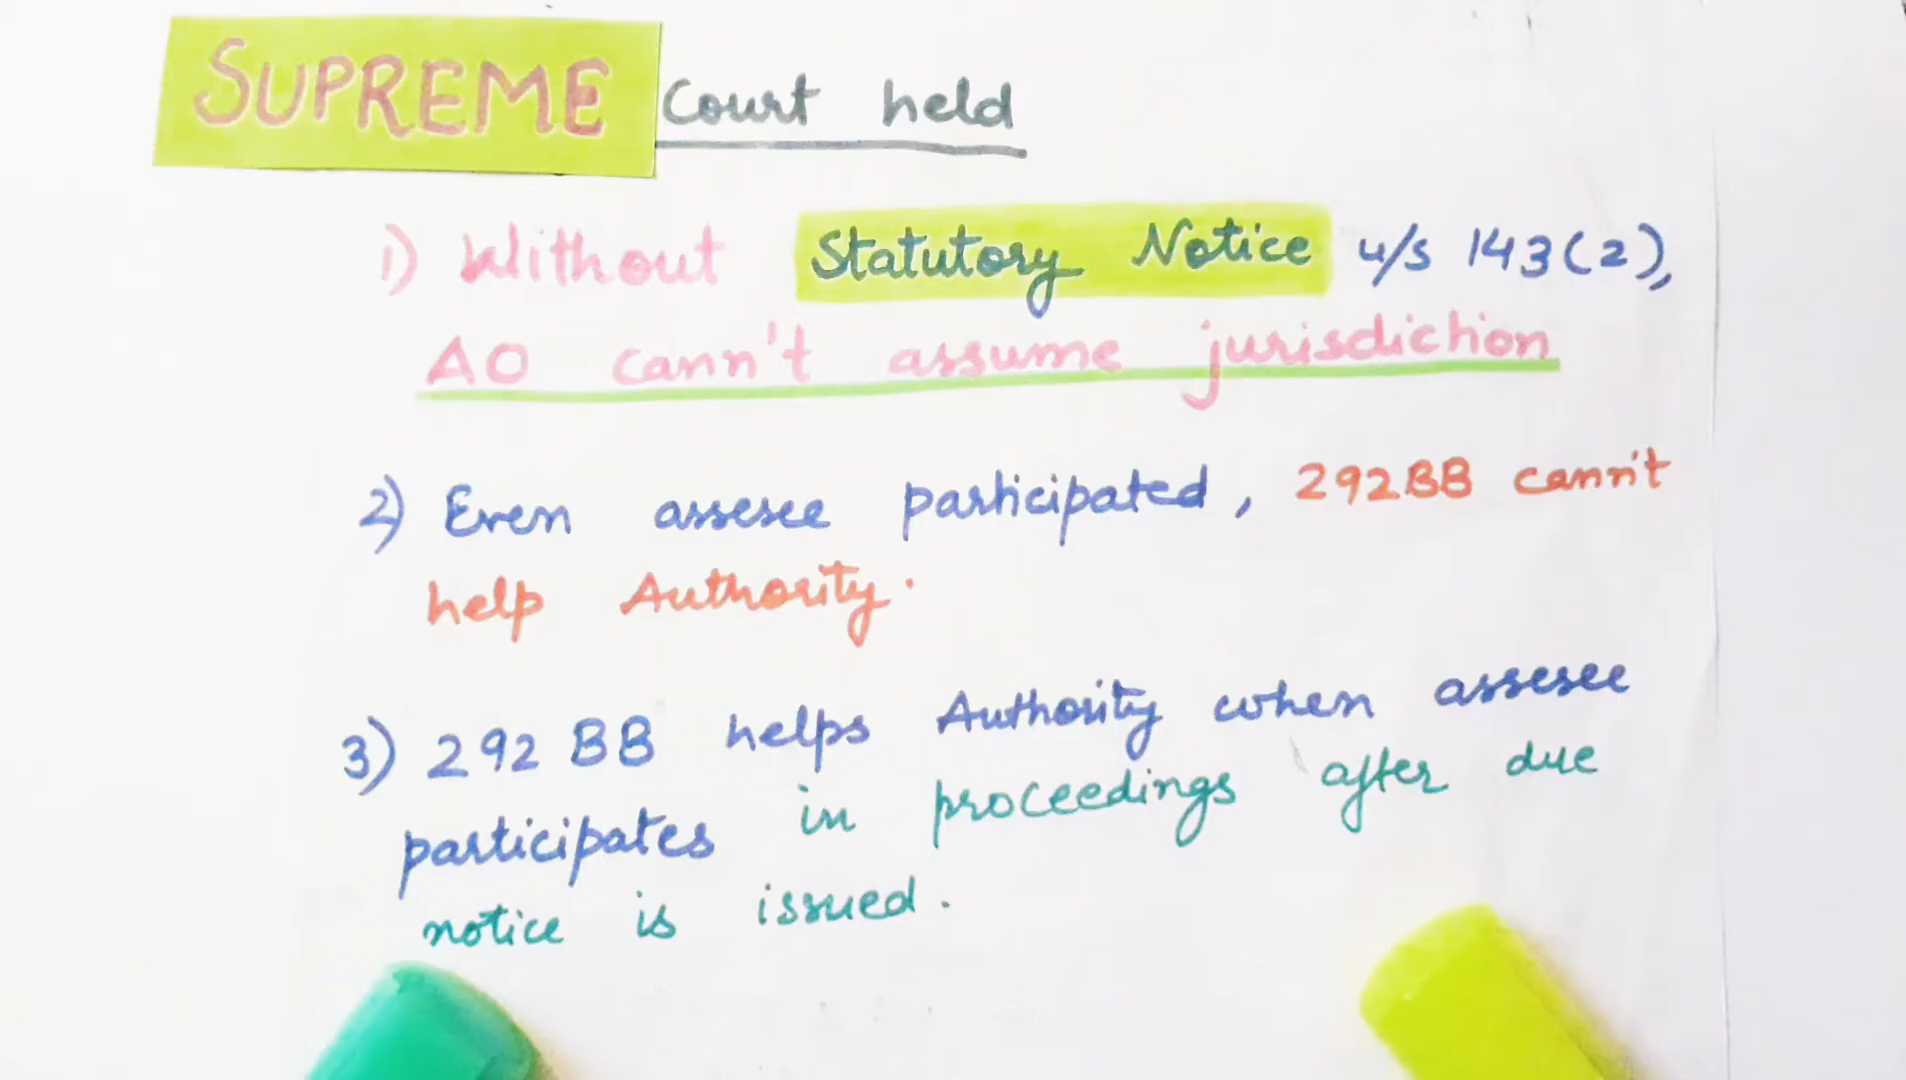 SUPREME Court held
1) Without Statutory Notice u/s 143(2),
AO cann't assume jurisdiction
2) Even assesee participated, 292BB cann't
help Authority.
3) 292 BB helps Authority when assesee
participates in proceedings after due
notice is issued.